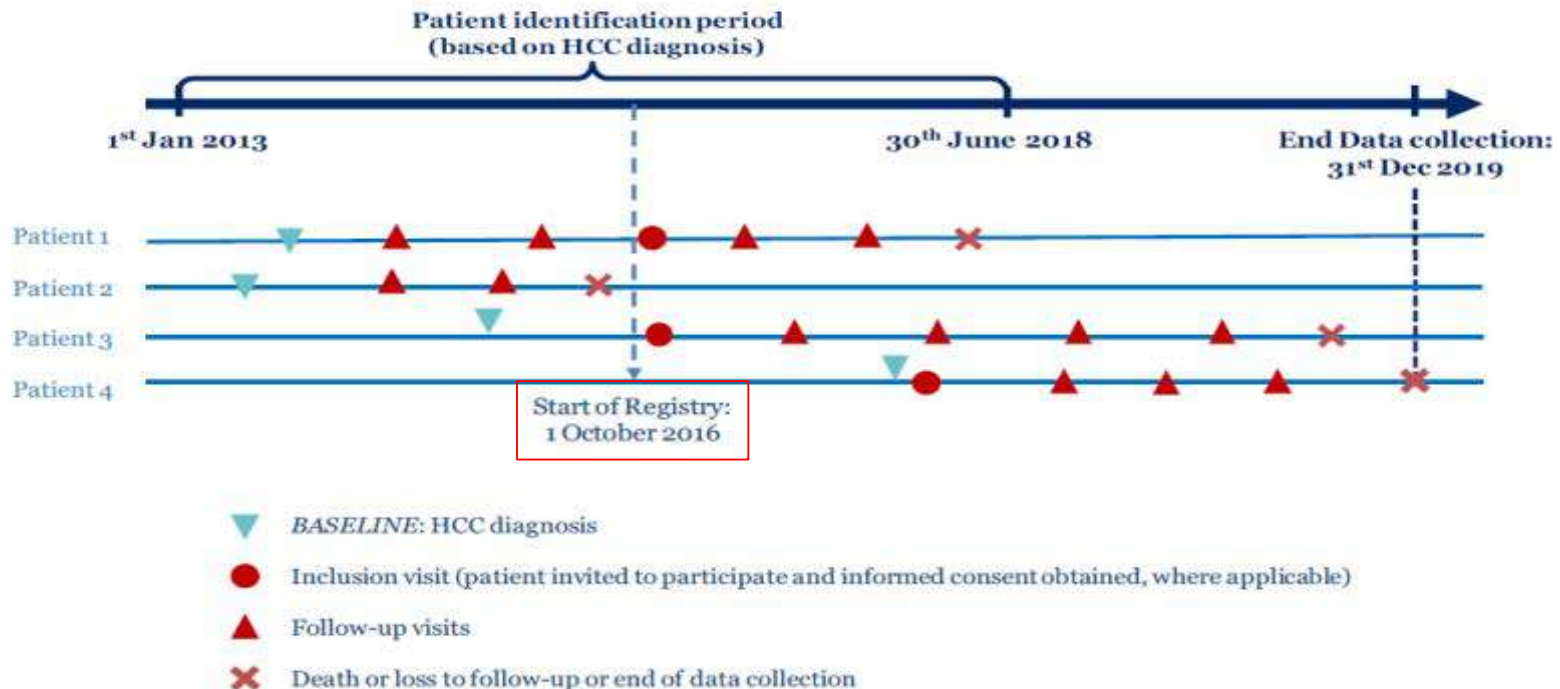 Patient identification period
(based on HCC diagnosis)
1st Jan 2013
30th June 2018
End Data collection:
31st Dec 2019
Patient 1
Patient 2
Patient 3
Patient 4
Start of Registry:
1 October 2016
BASELINE: HCC diagnosis
Inclusion visit (patient invited to participate and informed consent obtained, where applicable)
Follow-up visits
Death or loss to follow-up or end of data collection